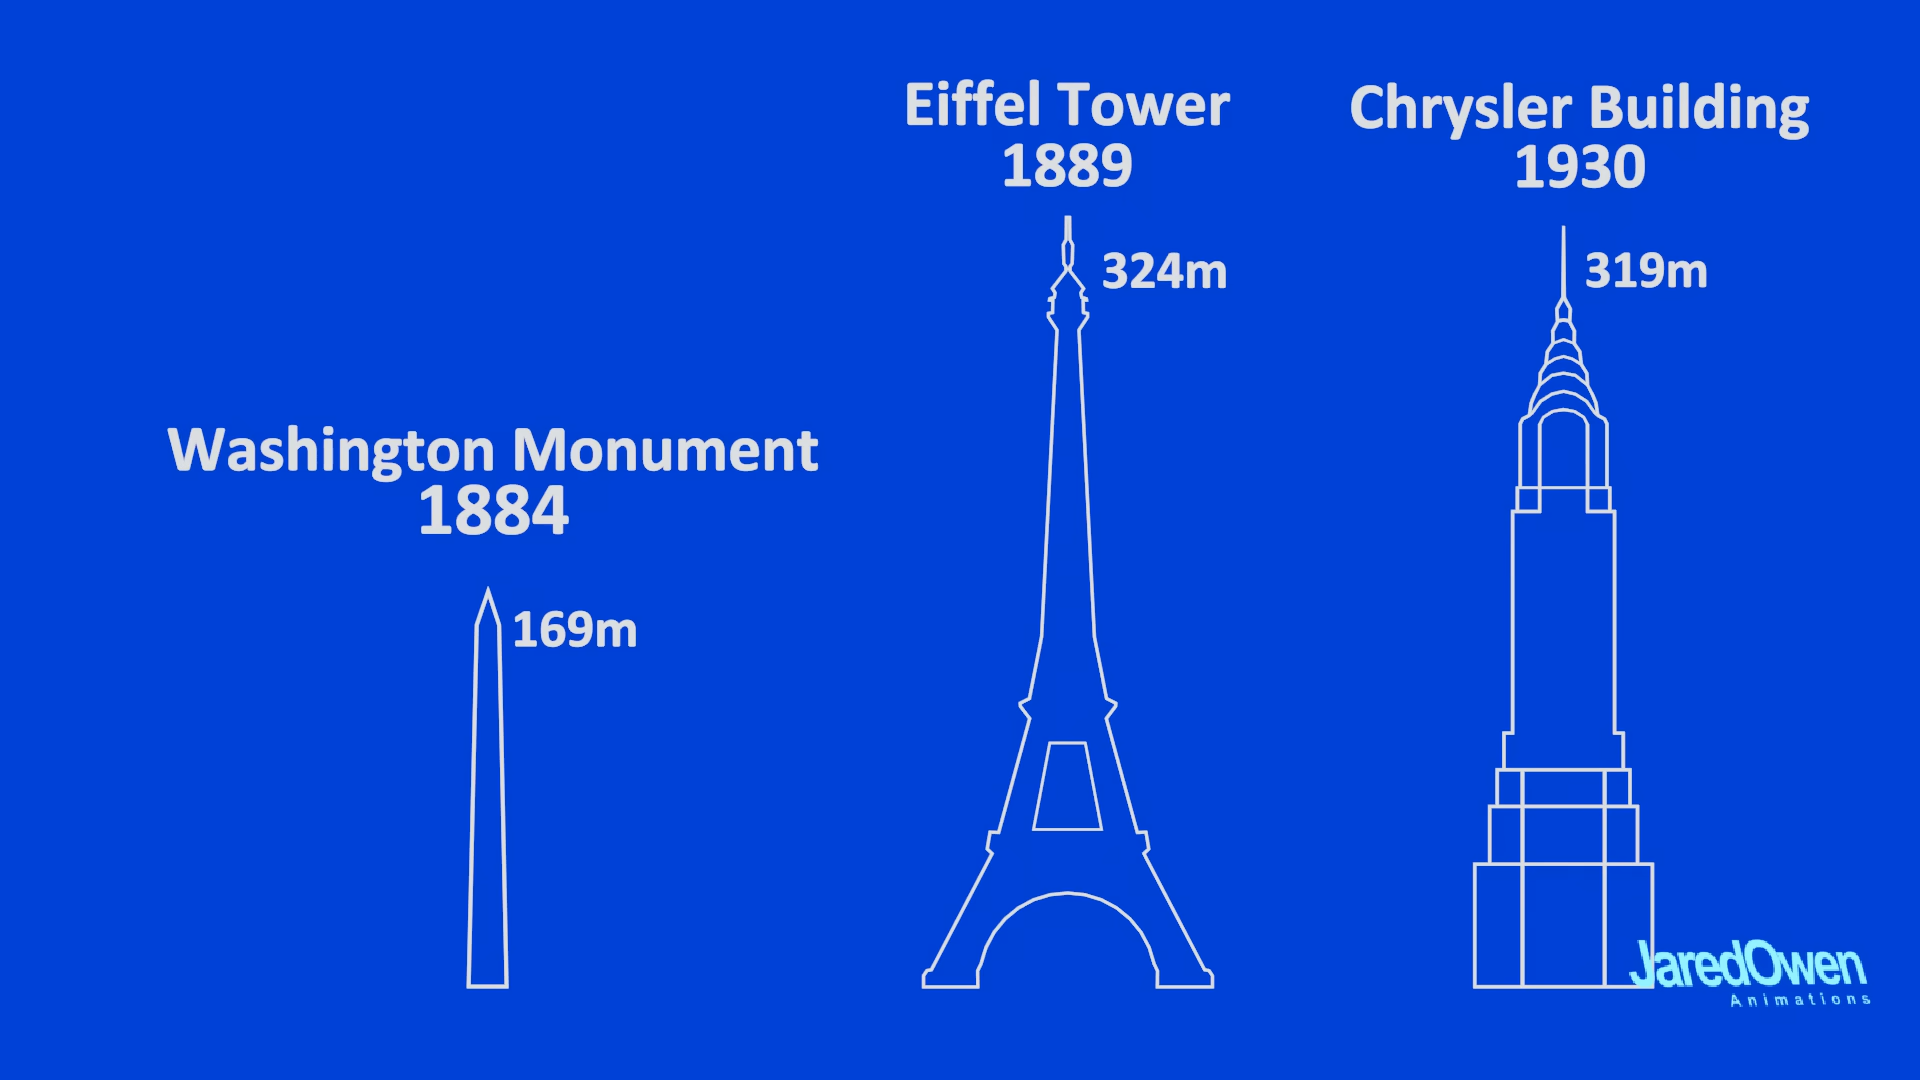 Washington Monument
1884
169m
Eiffel Tower
1889
324m
Chrysler Building
1930
319m
JaredOwen
Animations